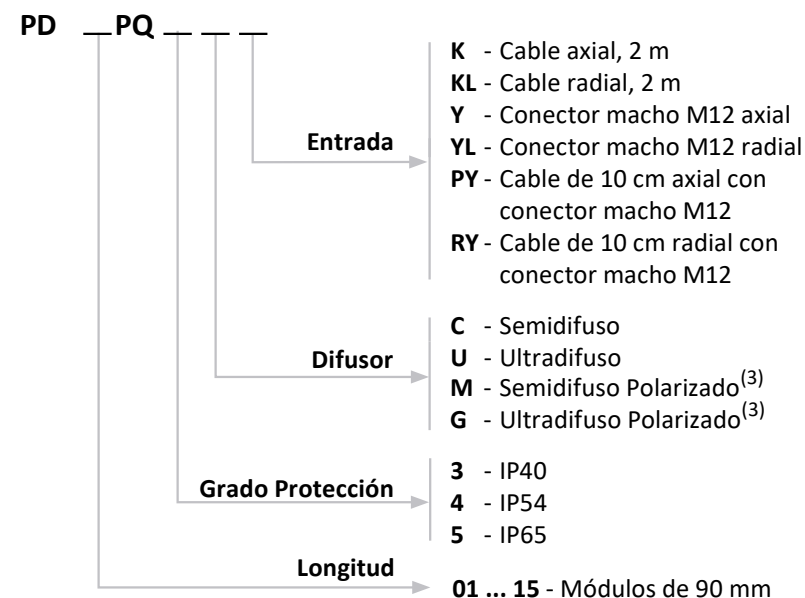 PD __PQ __ __ __
K - Cable axial, 2 m
KL - Cable radial, 2 m
Y - Conector macho M12 axial
Entrada
YL - Conector macho M12 radial
PY - Cable de 10 cm axial con
conector macho M12
RY - Cable de 10 cm radial con
conector macho M12
C - Semidifuso
Difusor
U - Ultradifuso
M - Semidifuso Polarizado(3)
G - Ultradifuso Polarizado(3)
3 - IP40
Grado Protección
4 - IP54
5 - IP65
Longitud
01 ... 15 - Módulos de 90 mm